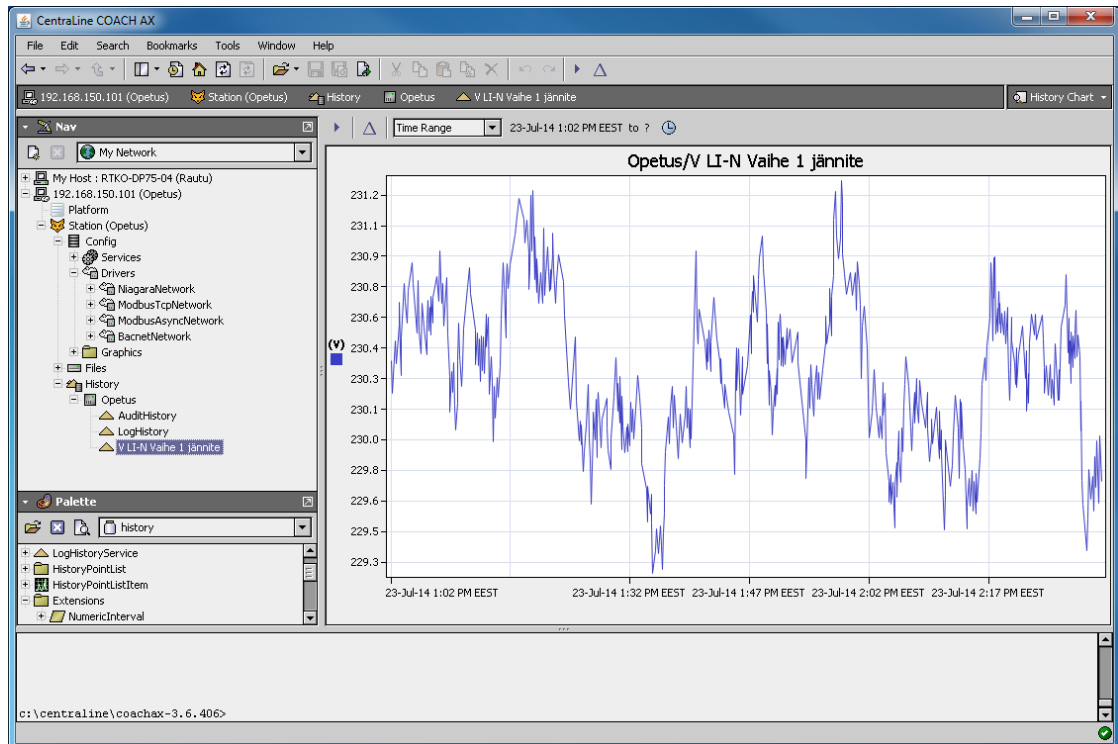 CentraLine COACH AX
File Edit Search Bookmarks Tools Window Help
192.168.150.101 (Opetus) Station (Opetus) History Opetus V LI-N Vaihe 1 jännite History Chart
Nav
My Network
My Host : RTKO-DP75-04 (Rautu)
192.168.150.101 (Opetus)
Platform
Station (Opetus)
Config
Services
Drivers
NiagaraNetwork
ModbusTcpNetwork
ModbusAsyncNetwork
BacnetNetwork
Graphics
Files
History
Opetus
AuditHistory
LogHistory
V LI-N Vaihe 1 jännite
Palette
history
LogHistoryService
HistoryPointList
HistoryPointListItem
Extensions
NumericInterval
Time Range 23-Jul-14 1:02 PM EEST to ?
Opetus/V LI-N Vaihe 1 jännite
231.2
231.1
230.9
230.8
230.6
230.4
230.3
230.1
230.0
229.8
229.6
229.5
229.3
(V)
23-Jul-14 1:02 PM EEST 23-Jul-14 1:32 PM EEST 23-Jul-14 1:47 PM EEST 23-Jul-14 2:02 PM EEST 23-Jul-14 2:17 PM EEST
c:\centraline\coachax-3.6.406>